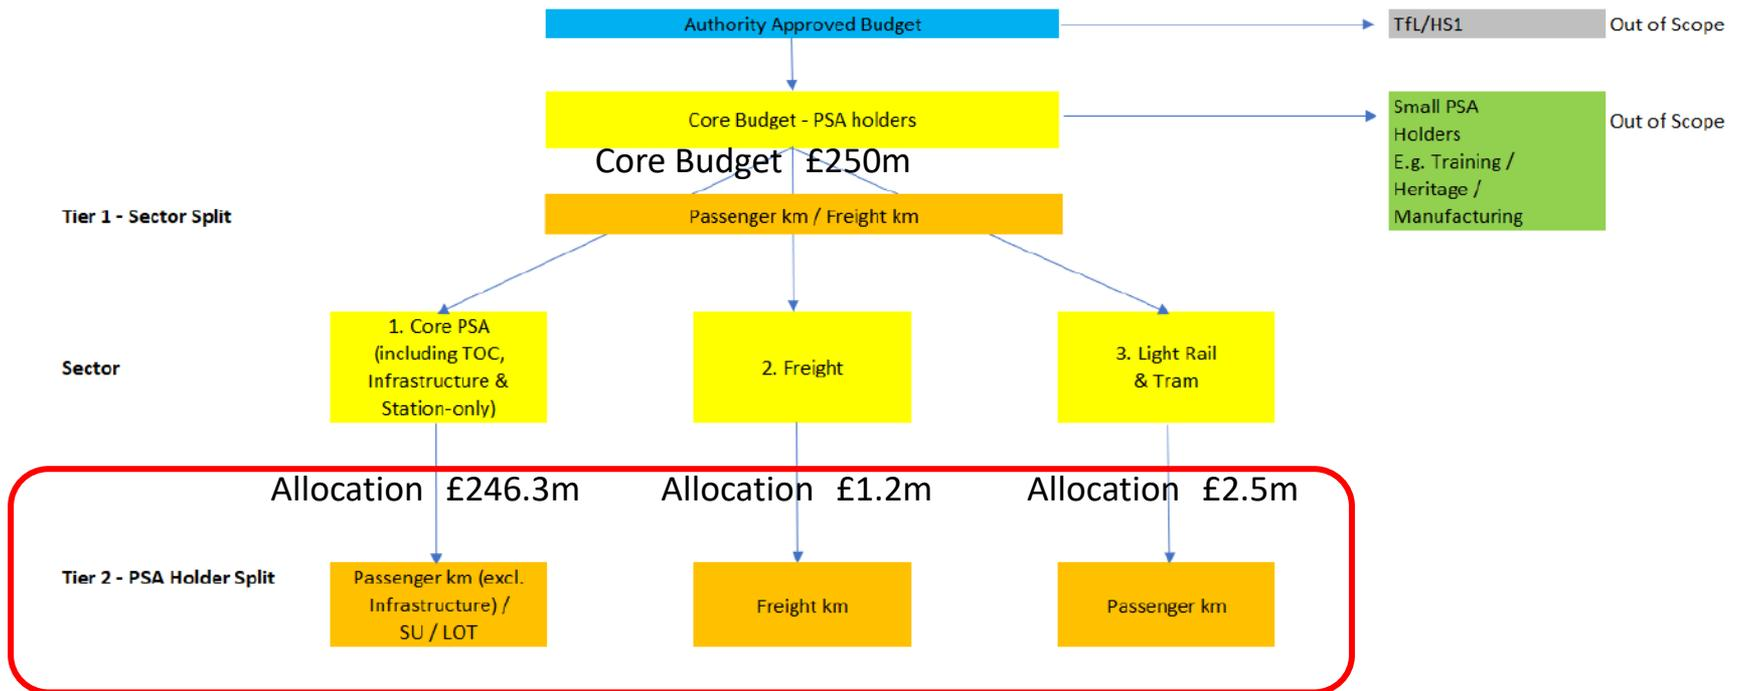 Authority Approved Budget
TfL/HS1
Out of Scope
Core Budget - PSA holders
Small PSA
Holders
E.g. Training /
Heritage /
Manufacturing
Out of Scope
Core Budget £250m
Tier 1 - Sector Split
Passenger km / Freight km
Sector
1. Core PSA
(including TOC,
Infrastructure &
Station-only)
2. Freight
3. Light Rail
& Tram
Allocation £246.3m
Allocation £1.2m
Allocation £2.5m
Tier 2 - PSA Holder Split
Passenger km (excl.
Infrastructure) /
SU / LOT
Freight km
Passenger km